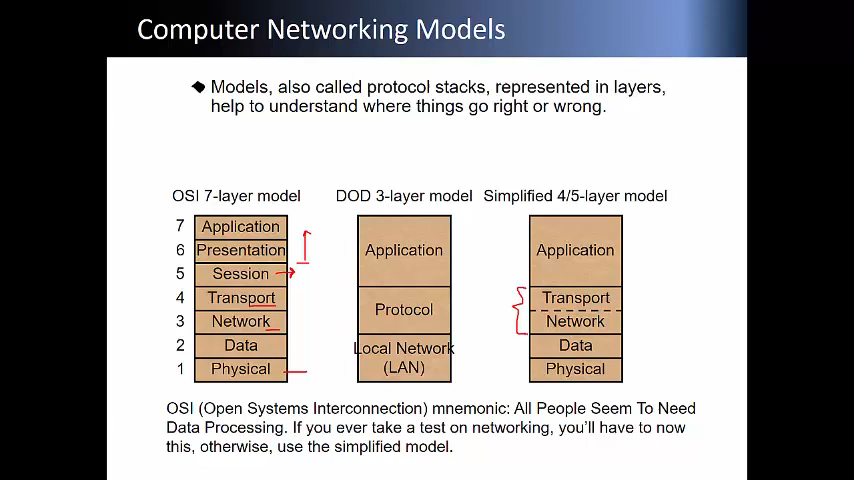 Computer Networking Models
Models, also called protocol stacks, represented in layers,
help to understand where things go right or wrong.
OSI 7-layer model
7 Application
6 Presentation
5 Session
4 Transport
3 Network
2 Data
1 Physical
DOD 3-layer model
Application
Protocol
Local Network
(LAN)
Simplified 4/5-layer model
Application
Transport
Network
Data
Physical
OSI (Open Systems Interconnection) mnemonic: All People Seem To Need
Data Processing. If you ever take a test on networking, you'll have to now
this, otherwise, use the simplified model.